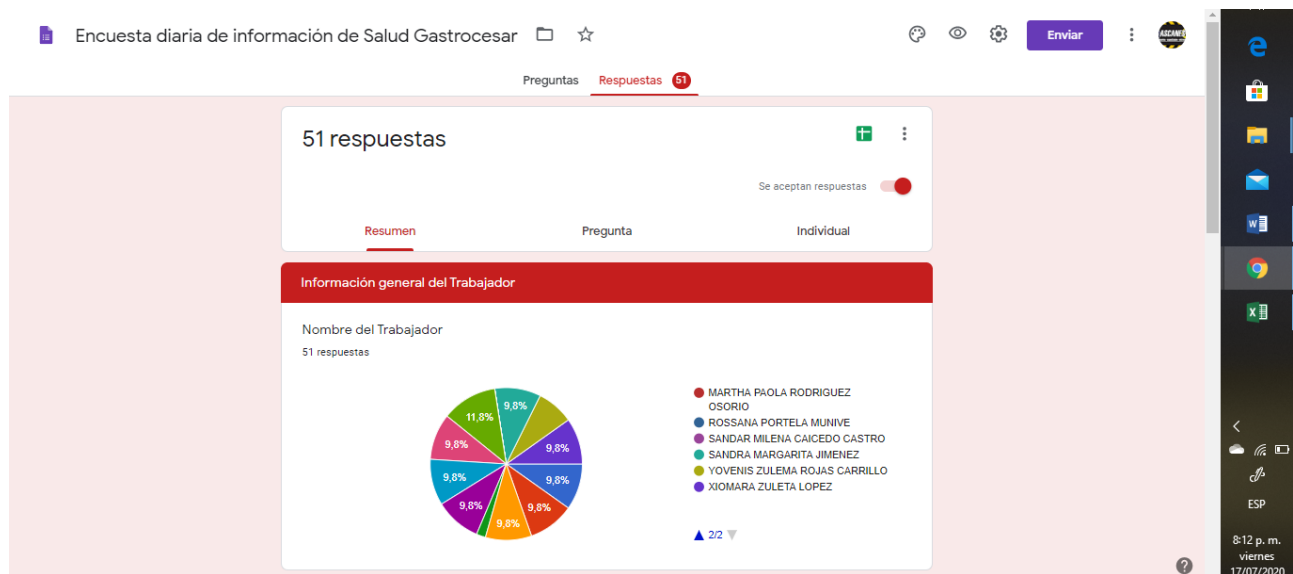 Encuesta diaria de información de Salud Gastrocesar
Enviar
ASCANIO
Preguntas Respuestas 51
51 respuestas
Se aceptan respuestas
Resumen Pregunta Individual
Información general del Trabajador
Nombre del Trabajador
51 respuestas
11,8%
9,8%
9,8%
9,8%
9,8%
9,8%
9,8%
9,8%
9,8%
MARTHA PAOLA RODRIGUEZ
OSORIO
ROSSANA PORTELA MUNIVE
SANDAR MILENA CAICEDO CASTRO
SANDRA MARGARITA JIMENEZ
YOVENIS ZULEMA ROJAS CARRILLO
XIOMARA ZULETA LOPEZ
2/2
ESP
8:12 p. m.
viernes
17/07/2020